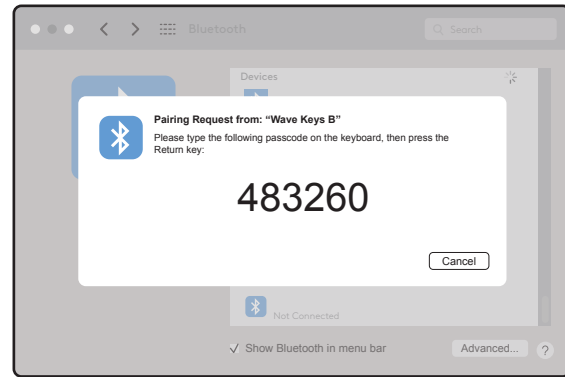 Bluetooth
Search
Devices
Pairing Request from: “Wave Keys B”
Please type the following passcode on the keyboard, then press the
Return key:
483260
Cancel
Not Connected
Show Bluetooth in menu bar
Advanced...
?